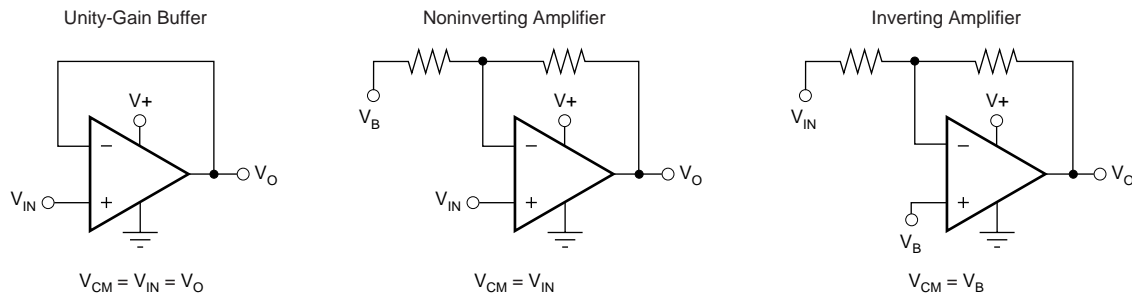 Unity-Gain Buffer
V+
−
V_IN
+
V_O
V_CM = V_IN = V_O
Noninverting Amplifier
V_B
V+
−
V_IN
+
V_O
V_CM = V_IN
Inverting Amplifier
V_IN
V+
−
+
V_B
V_O
V_CM = V_B